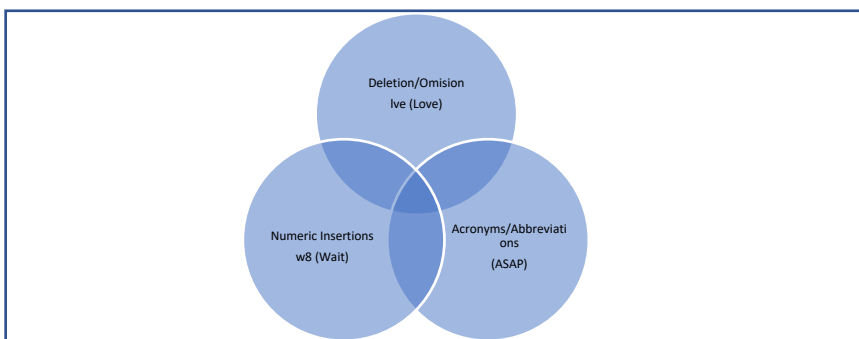 Deletion/Omision
lve (Love)
Numeric Insertions
w8 (Wait)
Acronyms/Abbreviati
ons
(ASAP)